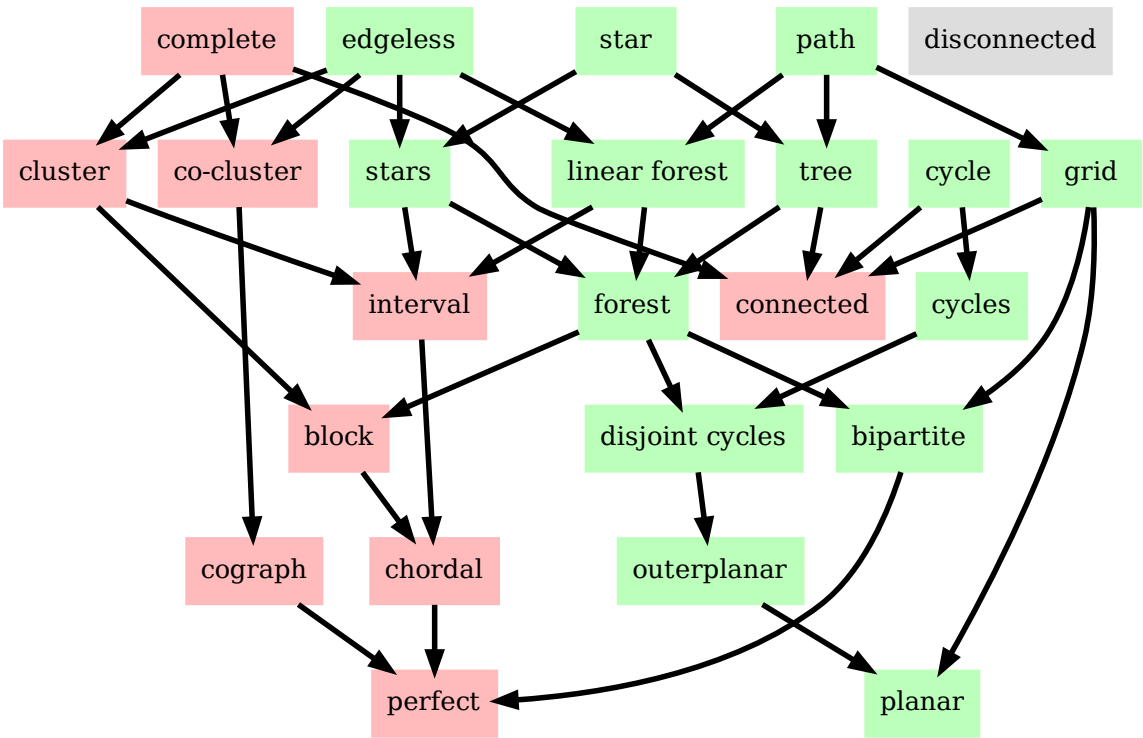 complete
edgeless
star
path
disconnected
cluster
co-cluster
stars
linear forest
tree
cycle
grid
interval
forest
connected
cycles
block
disjoint cycles
bipartite
cograph
chordal
outerplanar
perfect
planar